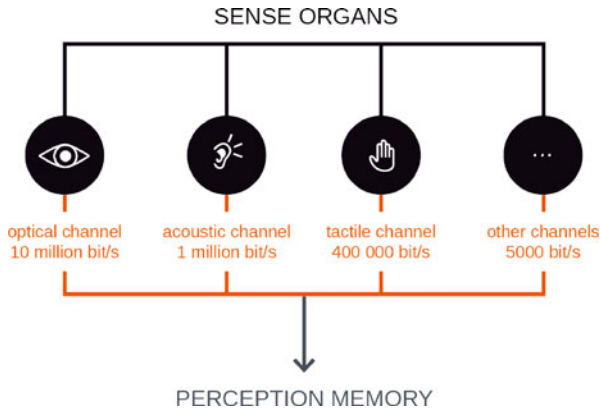 SENSE ORGANS
...
optical channel
10 million bit/s
acoustic channel
1 million bit/s
tactile channel
400 000 bit/s
other channels
5000 bit/s
PERCEPTION MEMORY